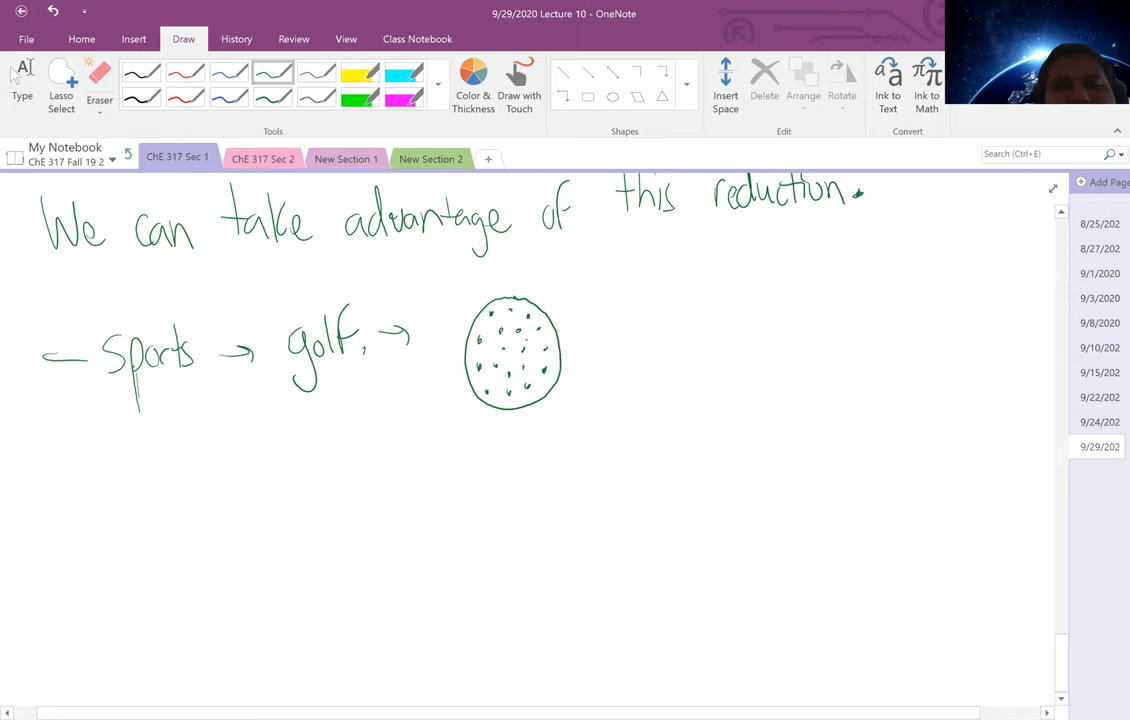 9/29/2020 Lecture 10 - OneNote
File Home Insert Draw History Review View Class Notebook
Type Lasso Select Eraser Color & Thickness Draw with Touch Insert Space Delete Arrange Rotate Ink to Text Ink to Math
Tools Shapes Edit Convert
My Notebook
ChE 317 Fall 19 2
ChE 317 Sec 1 ChE 317 Sec 2 New Section 1 New Section 2
Search (Ctrl+E)
Add Page
8/25/202
8/27/202
9/1/2020
9/3/2020
9/8/2020
9/10/202
9/15/202
9/22/202
9/24/202
9/29/202
We can take advantage of this reduction.
— sports → golf, →